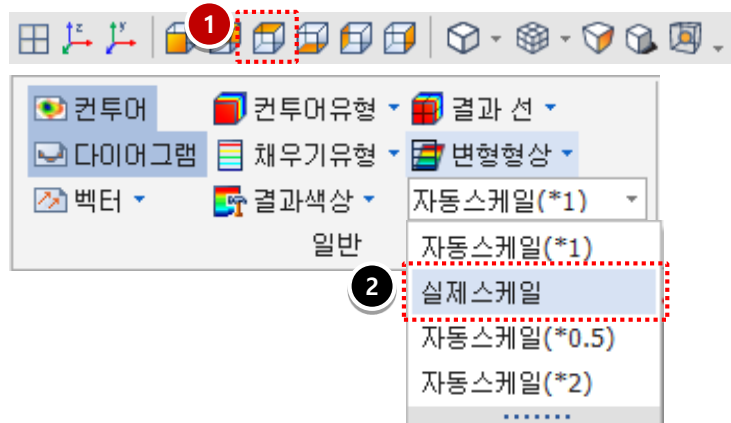 1
z
y
컨투어 컨투어유형 결과 선
다이어그램 채우기유형 변형형상
벡터 결과색상 자동스케일(*1)
일반
자동스케일(*1)
2
실제스케일
자동스케일(*0.5)
자동스케일(*2)